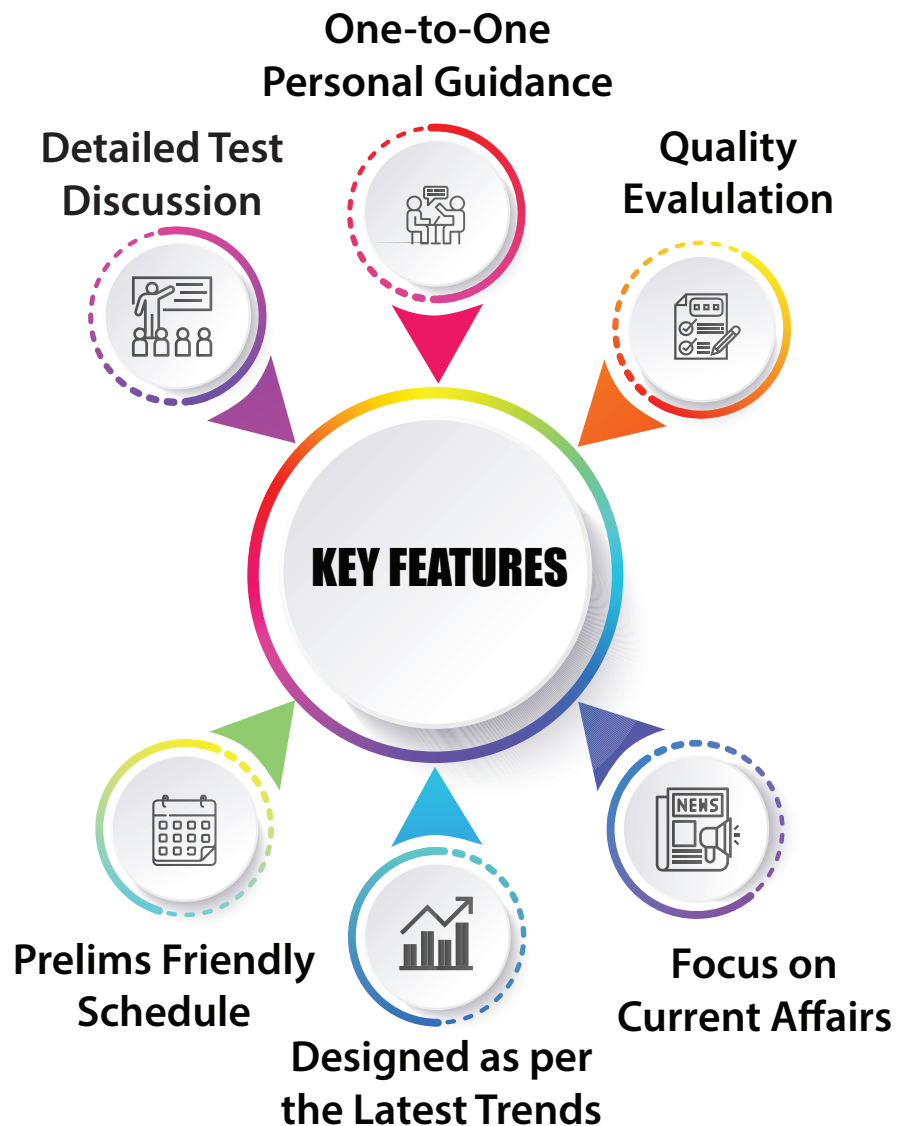 One-to-One
Personal Guidance
Detailed Test
Discussion
Quality
Evalulation
KEY FEATURES
NEWS
Prelims Friendly
Schedule
Focus on
Current Affairs
Designed as per
the Latest Trends